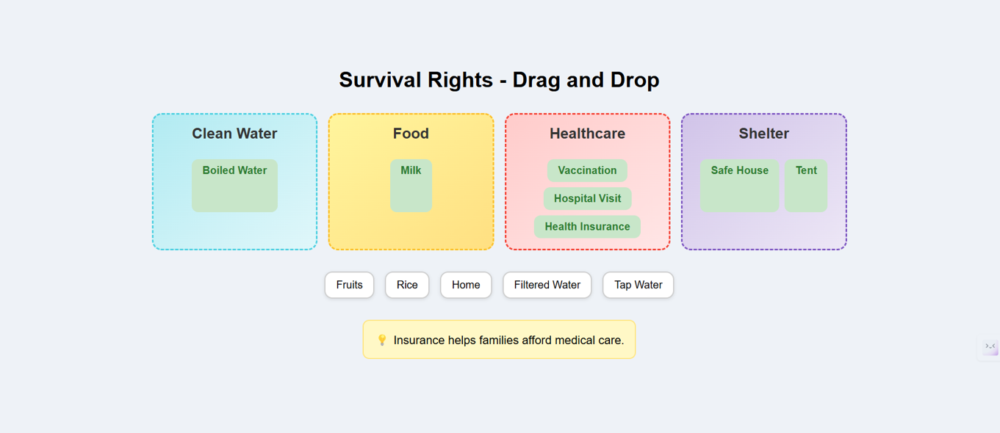 Survival Rights - Drag and Drop
Clean Water
Boiled Water
Food
Milk
Healthcare
Vaccination
Hospital Visit
Health Insurance
Shelter
Safe House
Tent
Fruits
Rice
Home
Filtered Water
Tap Water
💡 Insurance helps families afford medical care.